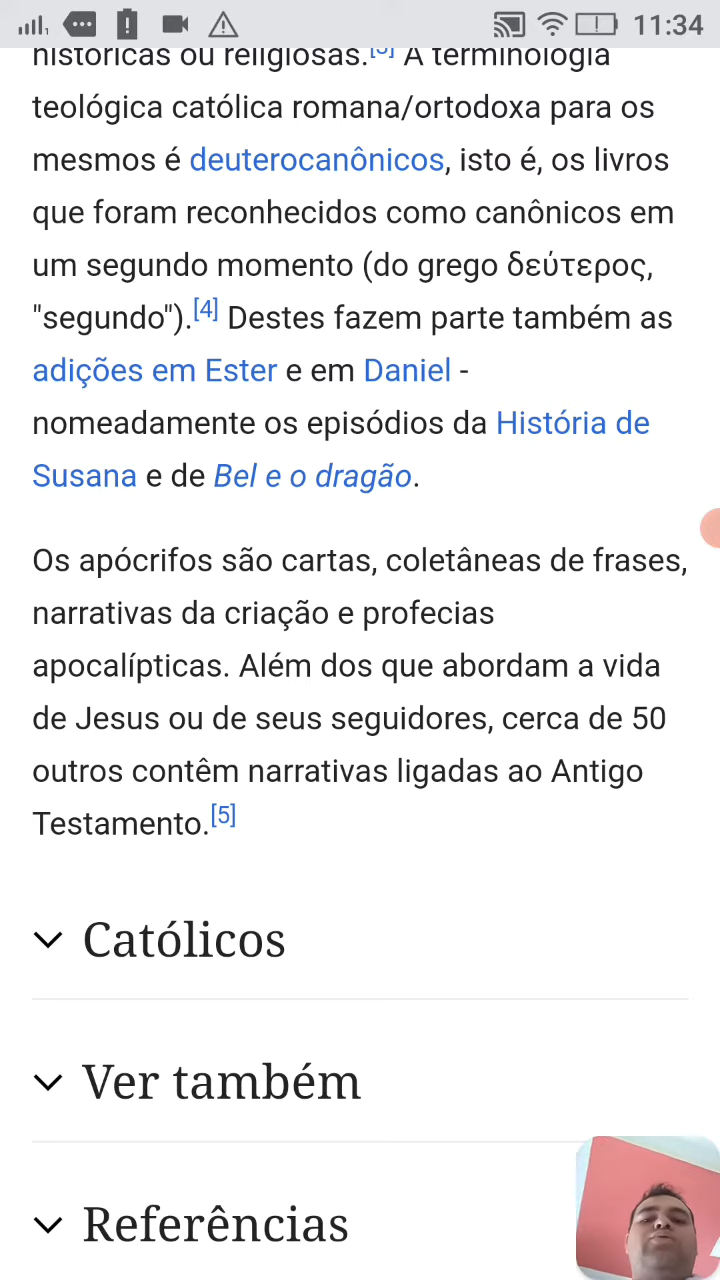 11:34
históricas ou religiosas.[3] A terminologia
teológica católica romana/ortodoxa para os
mesmos é deuterocanônicos, isto é, os livros
que foram reconhecidos como canônicos em
um segundo momento (do grego δεύτερος,
"segundo").[4] Destes fazem parte também as
adições em Ester e em Daniel -
nomeadamente os episódios da História de
Susana e de Bel e o dragão.
Os apócrifos são cartas, coletâneas de frases,
narrativas da criação e profecias
apocalípticas. Além dos que abordam a vida
de Jesus ou de seus seguidores, cerca de 50
outros contêm narrativas ligadas ao Antigo
Testamento.[5]
Católicos
Ver também
Referências